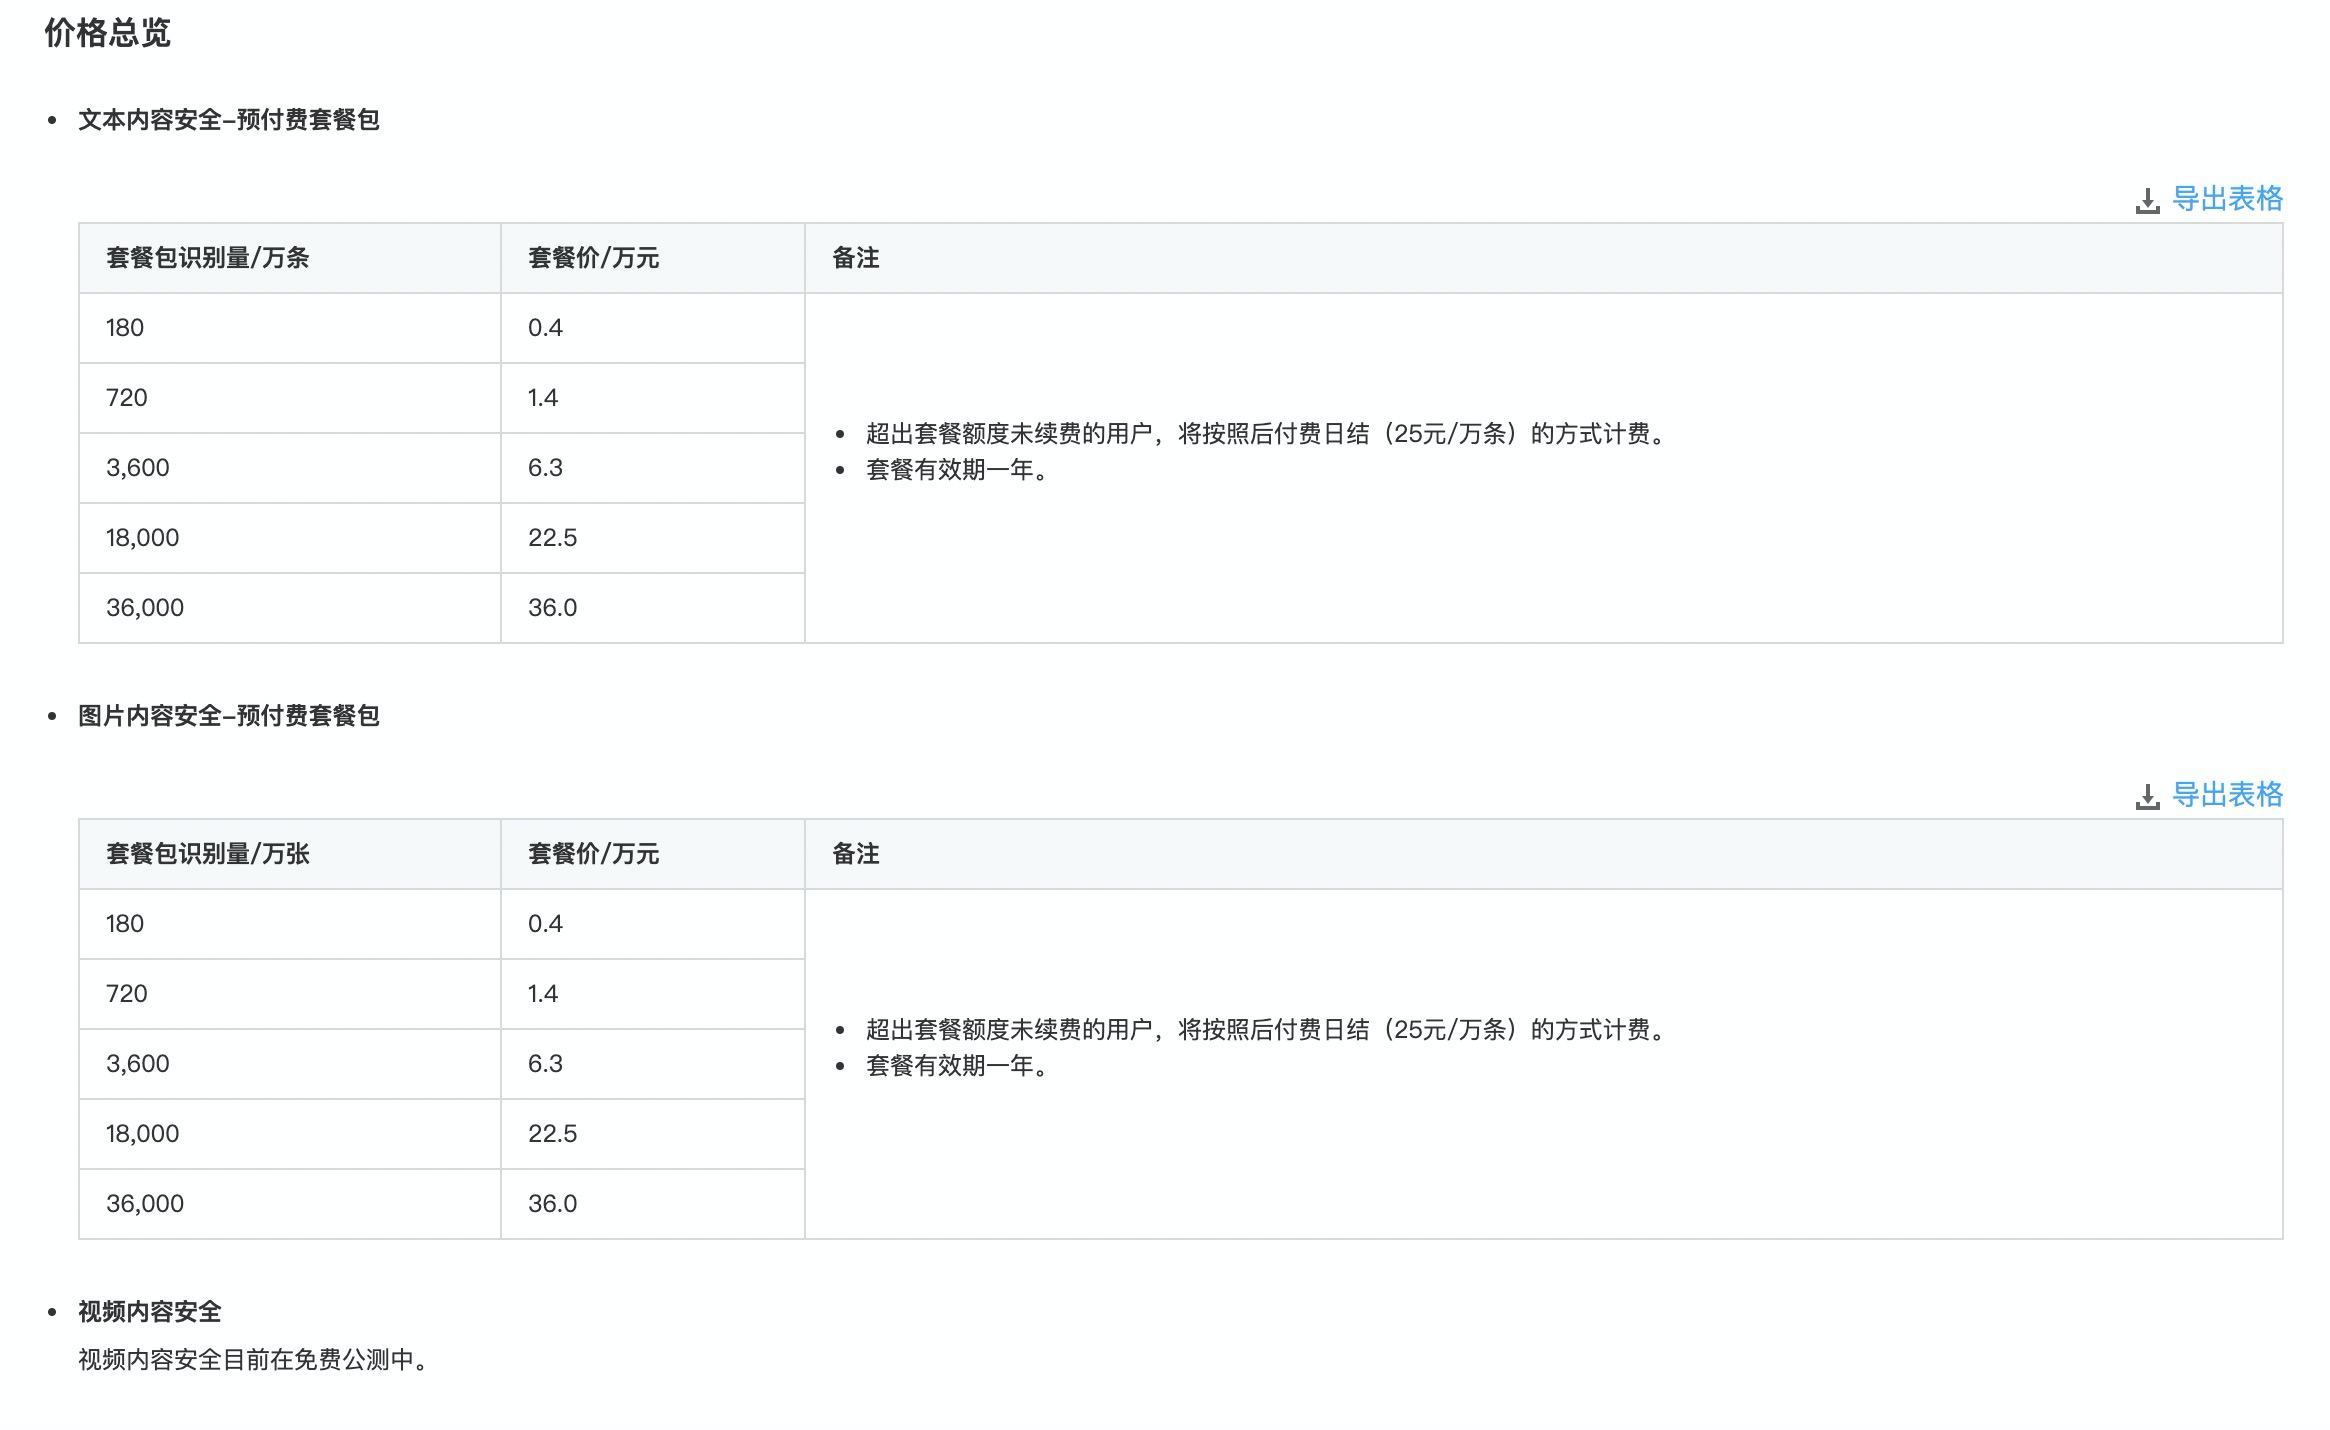 价格总览
文本内容安全–预付费套餐包
导出表格
套餐包识别量/万条 套餐价/万元 备注
180 0.4
720 1.4
3,600 6.3
18,000 22.5
36,000 36.0
超出套餐额度未续费的用户，将按照后付费日结（25元/万条）的方式计费。
套餐有效期一年。
图片内容安全–预付费套餐包
导出表格
套餐包识别量/万张 套餐价/万元 备注
180 0.4
720 1.4
3,600 6.3
18,000 22.5
36,000 36.0
超出套餐额度未续费的用户，将按照后付费日结（25元/万条）的方式计费。
套餐有效期一年。
视频内容安全
视频内容安全目前在免费公测中。